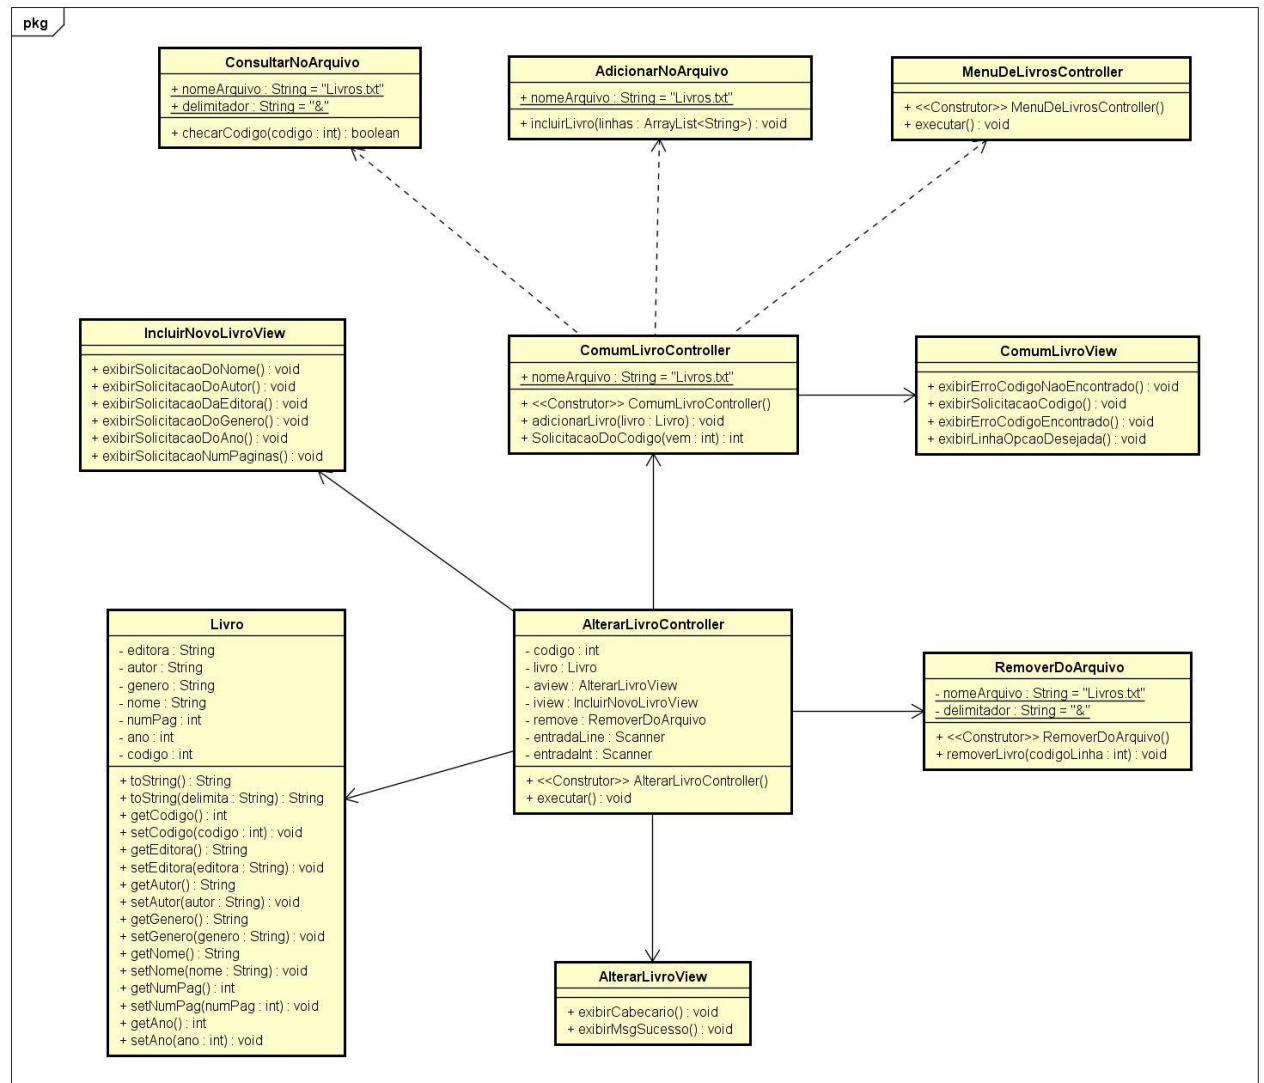 pkg
ConsultarNoArquivo
+ nomeArquivo : String = "Livros.txt"
+ delimitador : String = "&"
+ checarCodigo(codigo : int) : boolean
AdicionarNoArquivo
+ nomeArquivo : String = "Livros.txt"
+ incluirLivro(linhas : ArrayList<String>) : void
MenuDeLivrosController
+ <<Construtor>> MenuDeLivrosController()
+ executar() : void
IncluirNovoLivroView
+ exibirSolicitacaoDoNome() : void
+ exibirSolicitacaoDoAutor() : void
+ exibirSolicitacaoDaEditora() : void
+ exibirSolicitacaoDoGenero() : void
+ exibirSolicitacaoDoAno() : void
+ exibirSolicitacaoNumPaginas() : void
ComumLivroController
+ nomeArquivo : String = "Livros.txt"
+ <<Construtor>> ComumLivroController()
+ adicionarLivro(livro : Livro) : void
+ SolicitacaoDoCodigo(vem : int) : int
ComumLivroView
+ exibirErroCodigoNaoEncontrado() : void
+ exibirSolicitacaoCodigo() : void
+ exibirErroCodigoEncontrado() : void
+ exibirLinhaOpcaoDesejada() : void
Livro
- editora : String
- autor : String
- genero : String
- nome : String
- numPag : int
- ano : int
- codigo : int
+ toString() : String
+ toString(delimita : String) : String
+ getCodigo() : int
+ setCodigo(codigo : int) : void
+ getEditora() : String
+ setEditora(editora : String) : void
+ getAutor() : String
+ setAutor(autor : String) : void
+ getGenero() : String
+ setGenero(genero : String) : void
+ getNome() : String
+ setNome(nome : String) : void
+ getNumPag() : int
+ setNumPag(numPag : int) : void
+ getAno() : int
+ setAno(ano : int) : void
AlterarLivroController
- codigo : int
- livro : Livro
- aview : AlterarLivroView
- iview : IncluirNovoLivroView
- remove : RemoverDoArquivo
- entradaLine : Scanner
- entradaInt : Scanner
+ <<Construtor>> AlterarLivroController()
+ executar() : void
RemoverDoArquivo
- nomeArquivo : String = "Livros.txt"
- delimitador : String = "&"
+ <<Construtor>> RemoverDoArquivo()
+ removerLivro(codigoLinha : int) : void
AlterarLivroView
+ exibirCabecario() : void
+ exibirMsgSucesso() : void